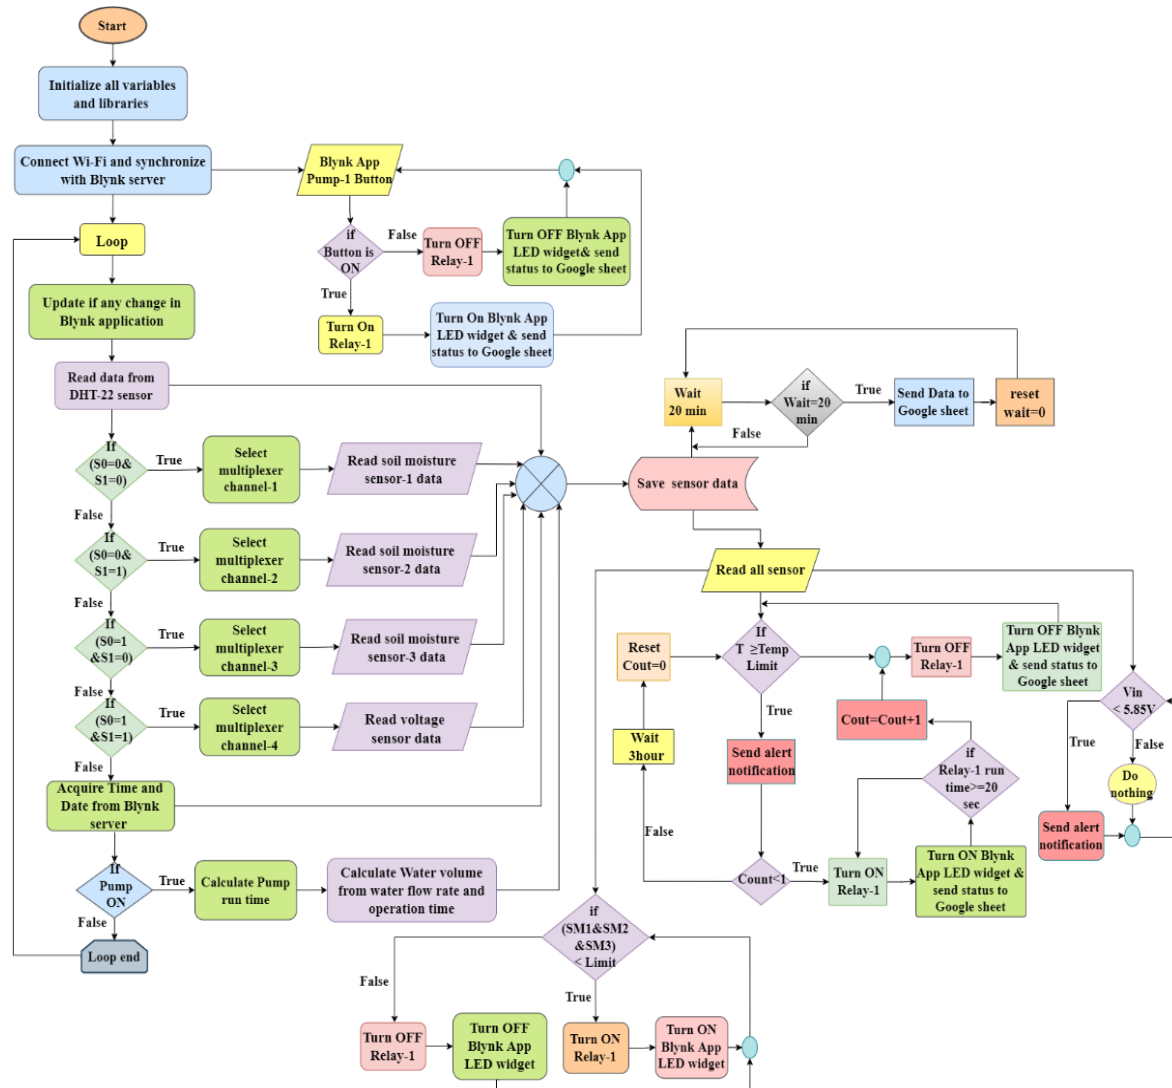 Start
Initialize all variables
and libraries
Connect Wi-Fi and synchronize
with Blynk server
Blynk App
Pump-1 Button
Loop
if
Button is
ON
False
Turn OFF
Relay-1
Turn OFF Blynk App
LED widget& send
status to Google sheet
True
Turn On
Relay-1
Turn On Blynk App
LED widget & send
status to Google sheet
Update if any change in
Blynk application
Read data from
DHT-22 sensor
If
(S0=0&
S1=0)
True
Select
multiplexer
channel-1
Read soil moisture
sensor-1 data
False
If
(S0=0&
S1=1)
True
Select
multiplexer
channel-2
Read soil moisture
sensor-2 data
False
If
(S0=1
&S1=0)
True
Select
multiplexer
channel-3
Read soil moisture
sensor-3 data
False
If
(S0=1
&S1=1)
True
Select
multiplexer
channel-4
Read voltage
sensor data
False
Acquire Time and
Date from Blynk
server
If
Pump
ON
True
Calculate Pump
run time
Calculate Water volume
from water flow rate and
operation time
False
Loop end
Wait
20 min
if
Wait=20
min
True
Send Data to
Google sheet
reset
wait=0
False
Save sensor data
Read all sensor
Reset
Cout=0
If
T ≥Temp
Limit
Turn OFF
Relay-1
Turn OFF Blynk
App LED widget
& send status to
Google sheet
True
Cout=Cout+1
Wait
3hour
Send alert
notification
if
Relay-1 run
time>=20
sec
False
Count<1
True
Turn ON
Relay-1
Turn ON Blynk
App LED widget &
send status to
Google sheet
Vin
< 5.85V
True
False
Do
nothing
Send alert
notification
if
(SM1&SM2
&SM3)
< Limit
False
True
Turn OFF
Relay-1
Turn OFF
Blynk App
LED widget
Turn ON
Relay-1
Turn ON
Blynk App
LED widget